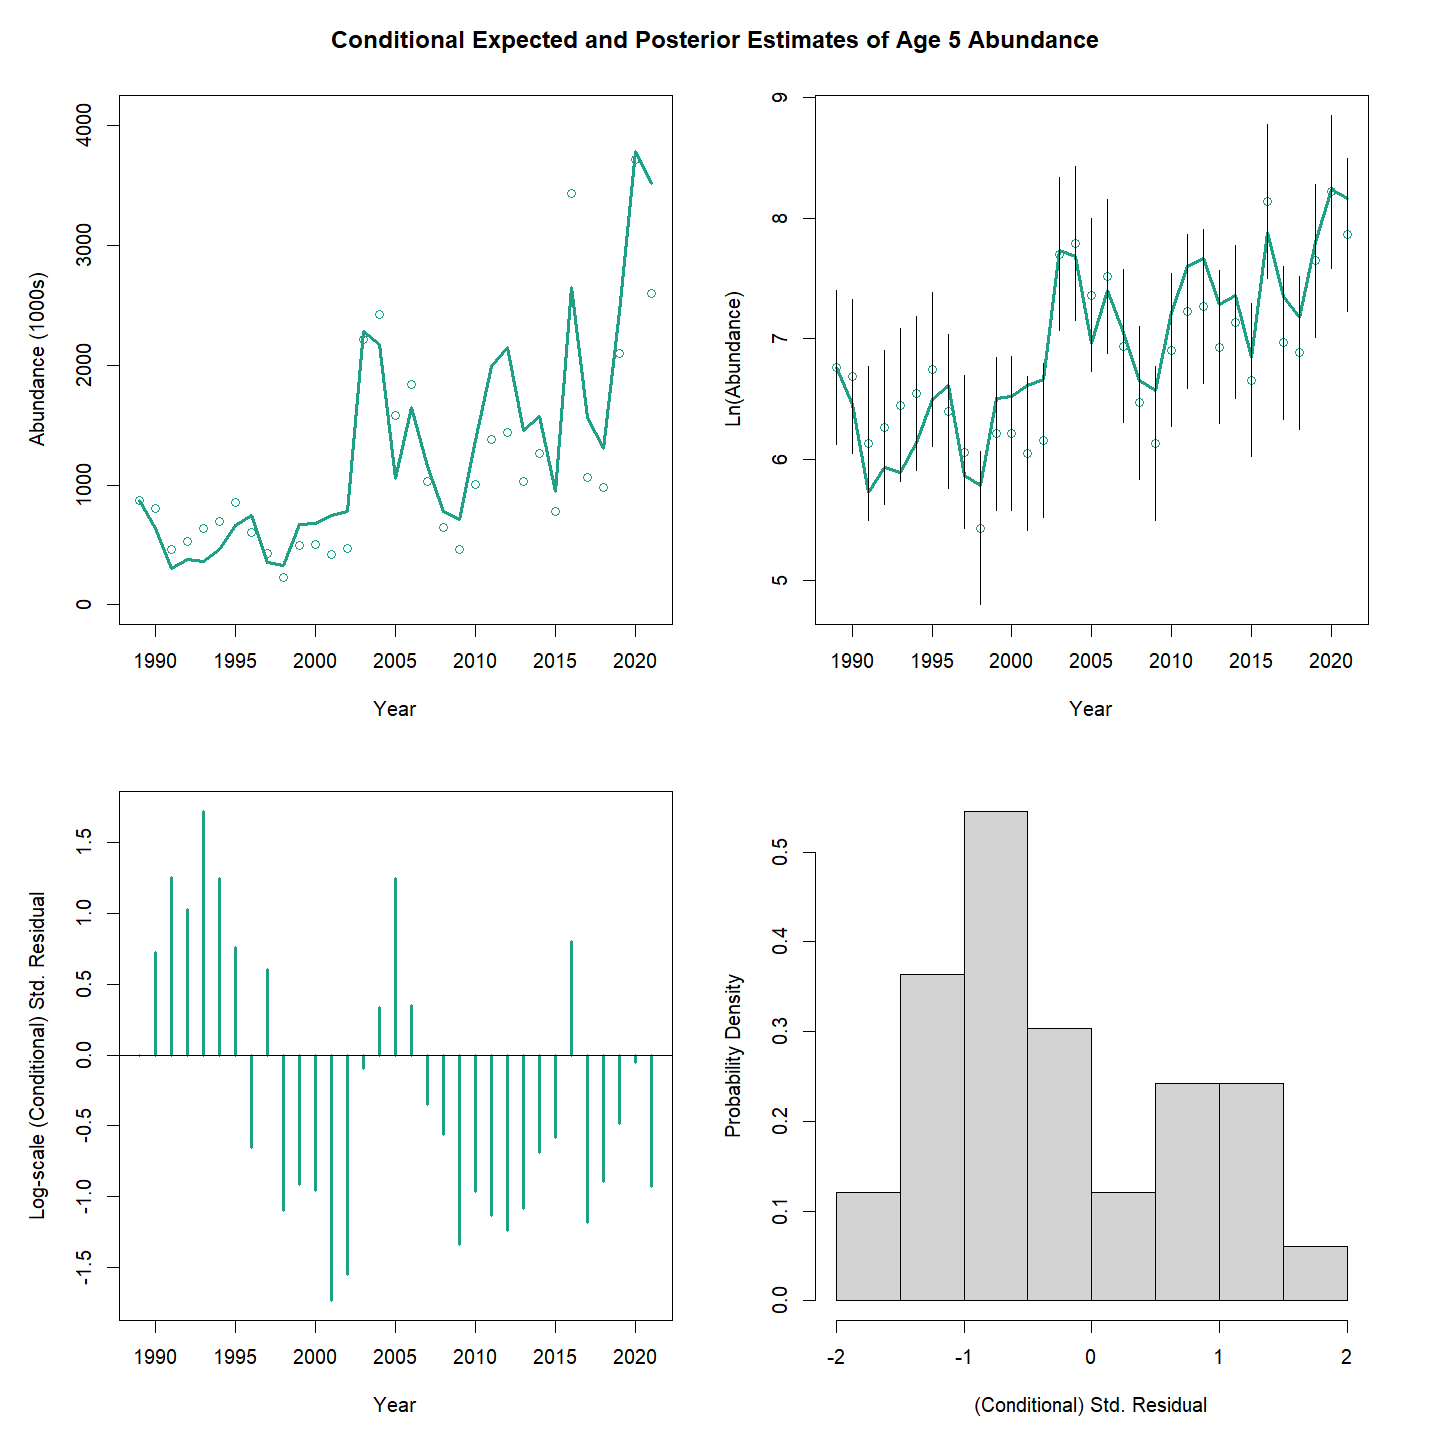 Conditional Expected and Posterior Estimates of Age 5 Abundance
Abundance (1000s)
0 1000 2000 3000 4000
1990 1995 2000 2005 2010 2015 2020
Year
Ln(Abundance)
5 6 7 8 9
1990 1995 2000 2005 2010 2015 2020
Year
Log-scale (Conditional) Std. Residual
-1.5 -1.0 -0.5 0.0 0.5 1.0 1.5
1990 1995 2000 2005 2010 2015 2020
Year
Probability Density
0.0 0.1 0.2 0.3 0.4 0.5
-2 -1 0 1 2
(Conditional) Std. Residual